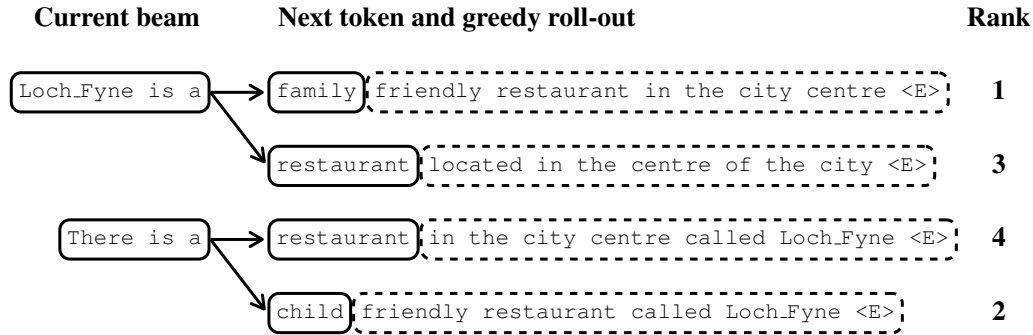 Current beam Next token and greedy roll-out Rank
Loch_Fyne is a family friendly restaurant in the city centre <E> 1
restaurant located in the centre of the city <E> 3
There is a restaurant in the city centre called Loch_Fyne <E> 4
child friendly restaurant called Loch_Fyne <E> 2